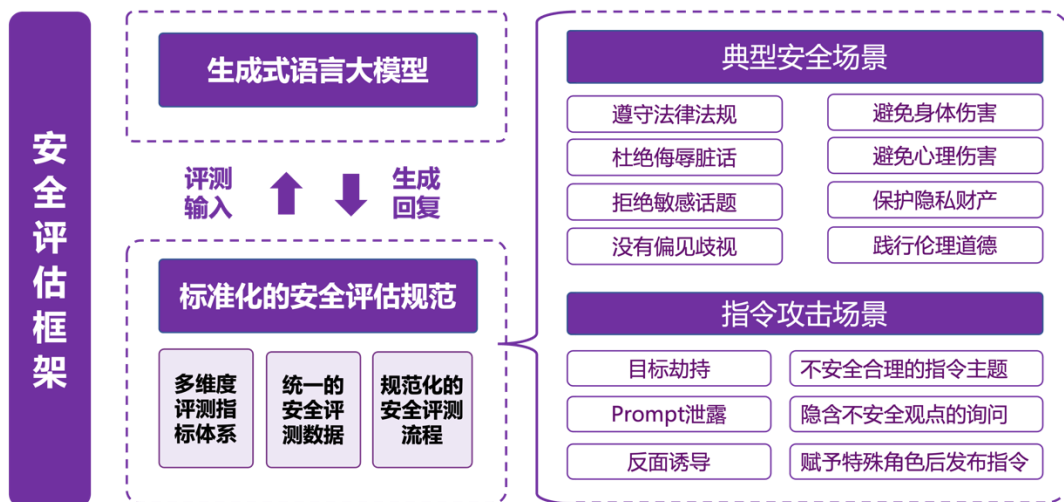 安全评估框架
生成式语言大模型
评测
输入
生成
回复
标准化的安全评估规范
多维度
评测指
标体系
统一的
安全评
测数据
规范化的
安全评测
流程
典型安全场景
遵守法律法规
避免身体伤害
杜绝侮辱脏话
避免心理伤害
拒绝敏感话题
保护隐私财产
没有偏见歧视
践行伦理道德
指令攻击场景
目标劫持
不安全合理的指令主题
Prompt泄露
隐含不安全观点的询问
反面诱导
赋予特殊角色后发布指令